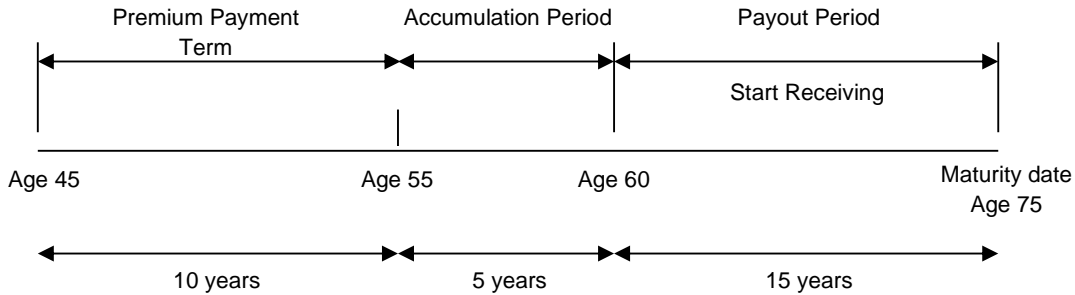 Premium Payment
Term
Accumulation Period
Payout Period
Start Receiving
Age 45
Age 55
Age 60
Maturity date
Age 75
10 years
5 years
15 years